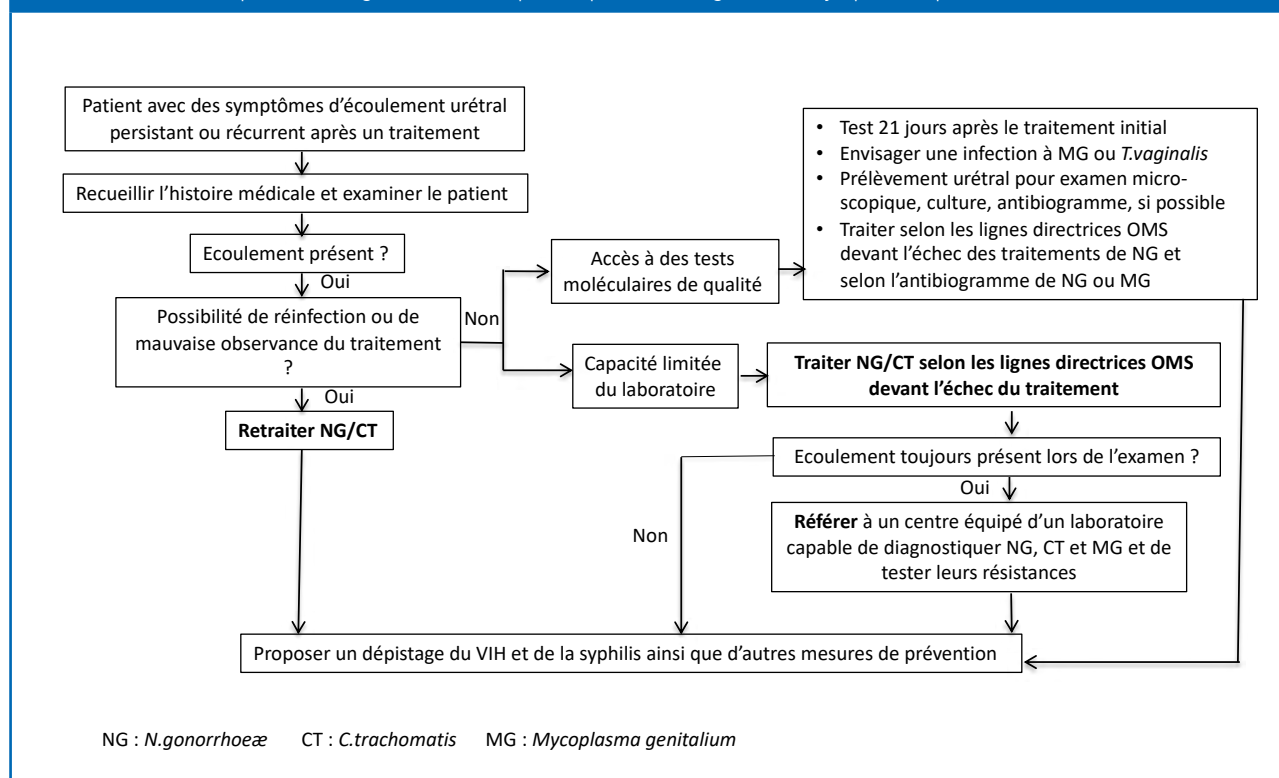 Patient avec des symptômes d'écoulement urétral
persistant ou récurrent après un traitement
Recueillir l'histoire médicale et examiner le patient
Ecoulement présent ?
Oui
Possibilité de réinfection ou de
mauvaise observance du traitement
?
Oui
Retraiter NG/CT
Non
Accès à des tests
moléculaires de qualité
• Test 21 jours après le traitement initial
• Envisager une infection à MG ou T.vaginalis
• Prélèvement urétral pour examen micro-
scopique, culture, antibiogramme, si possible
• Traiter selon les lignes directrices OMS
devant l'échec des traitements de NG et
selon l'antibiogramme de NG ou MG
Capacité limitée
du laboratoire
Traiter NG/CT selon les lignes directrices OMS
devant l'échec du traitement
Ecoulement toujours présent lors de l'examen ?
Oui
Non
Référer à un centre équipé d'un laboratoire
capable de diagnostiquer NG, CT et MG et de
tester leurs résistances
Proposer un dépistage du VIH et de la syphilis ainsi que d'autres mesures de prévention
NG : N.gonorrhoeæ CT : C.trachomatis MG : Mycoplasma genitalium